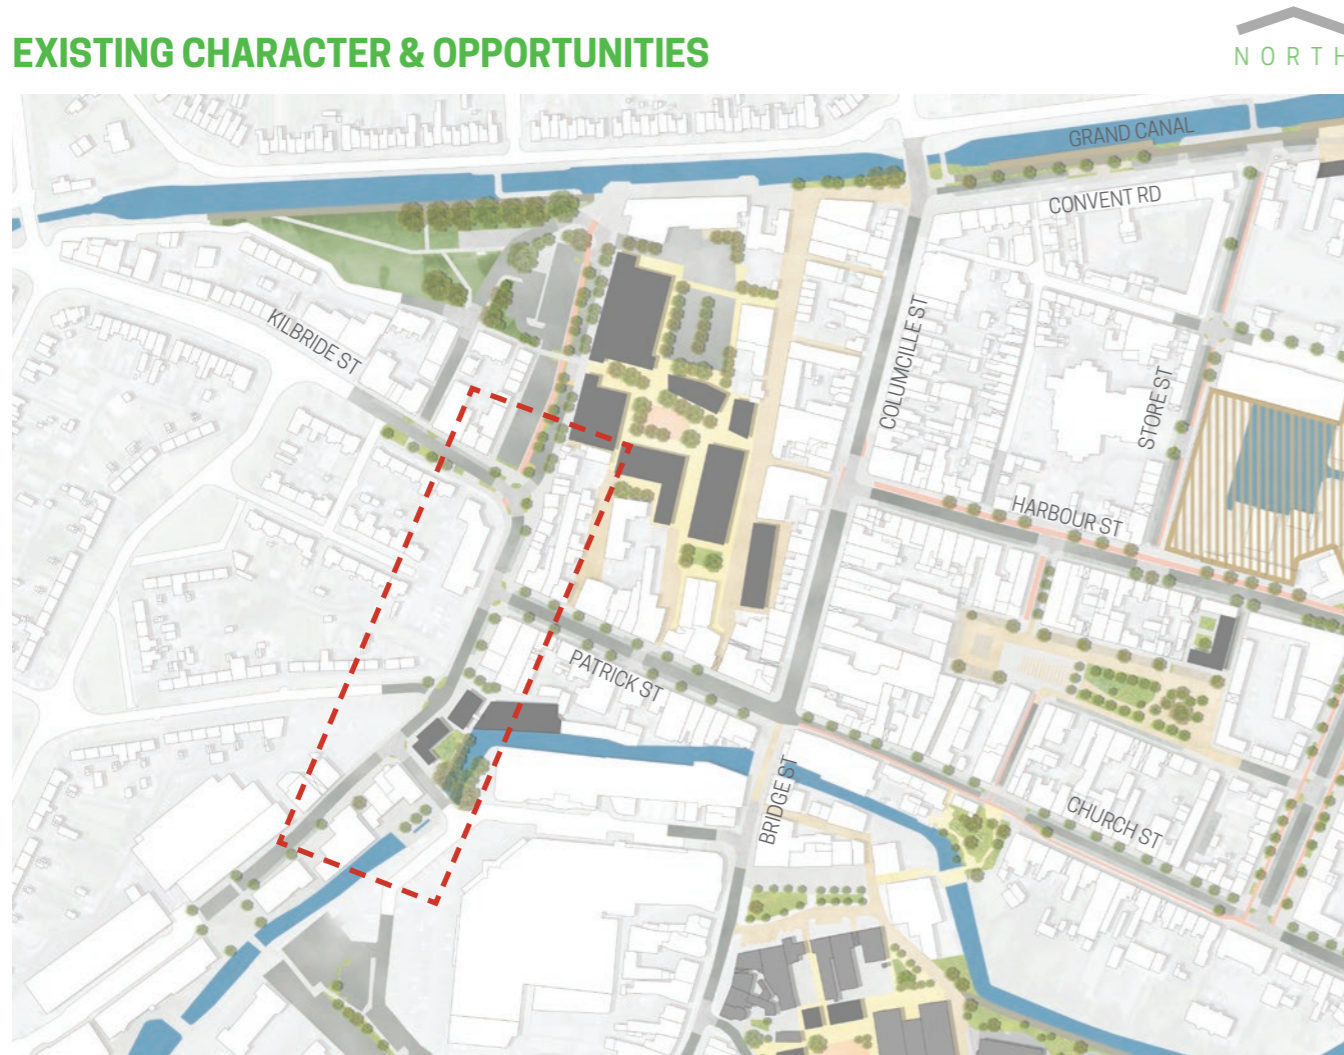 EXISTING CHARACTER & OPPORTUNITIES
NORTH
GRAND CANAL
CONVENT RD
KILBRIDE ST
COLUMCILLE ST
STORE ST
HARBOUR ST
PATRICK ST
BRIDGE ST
CHURCH ST